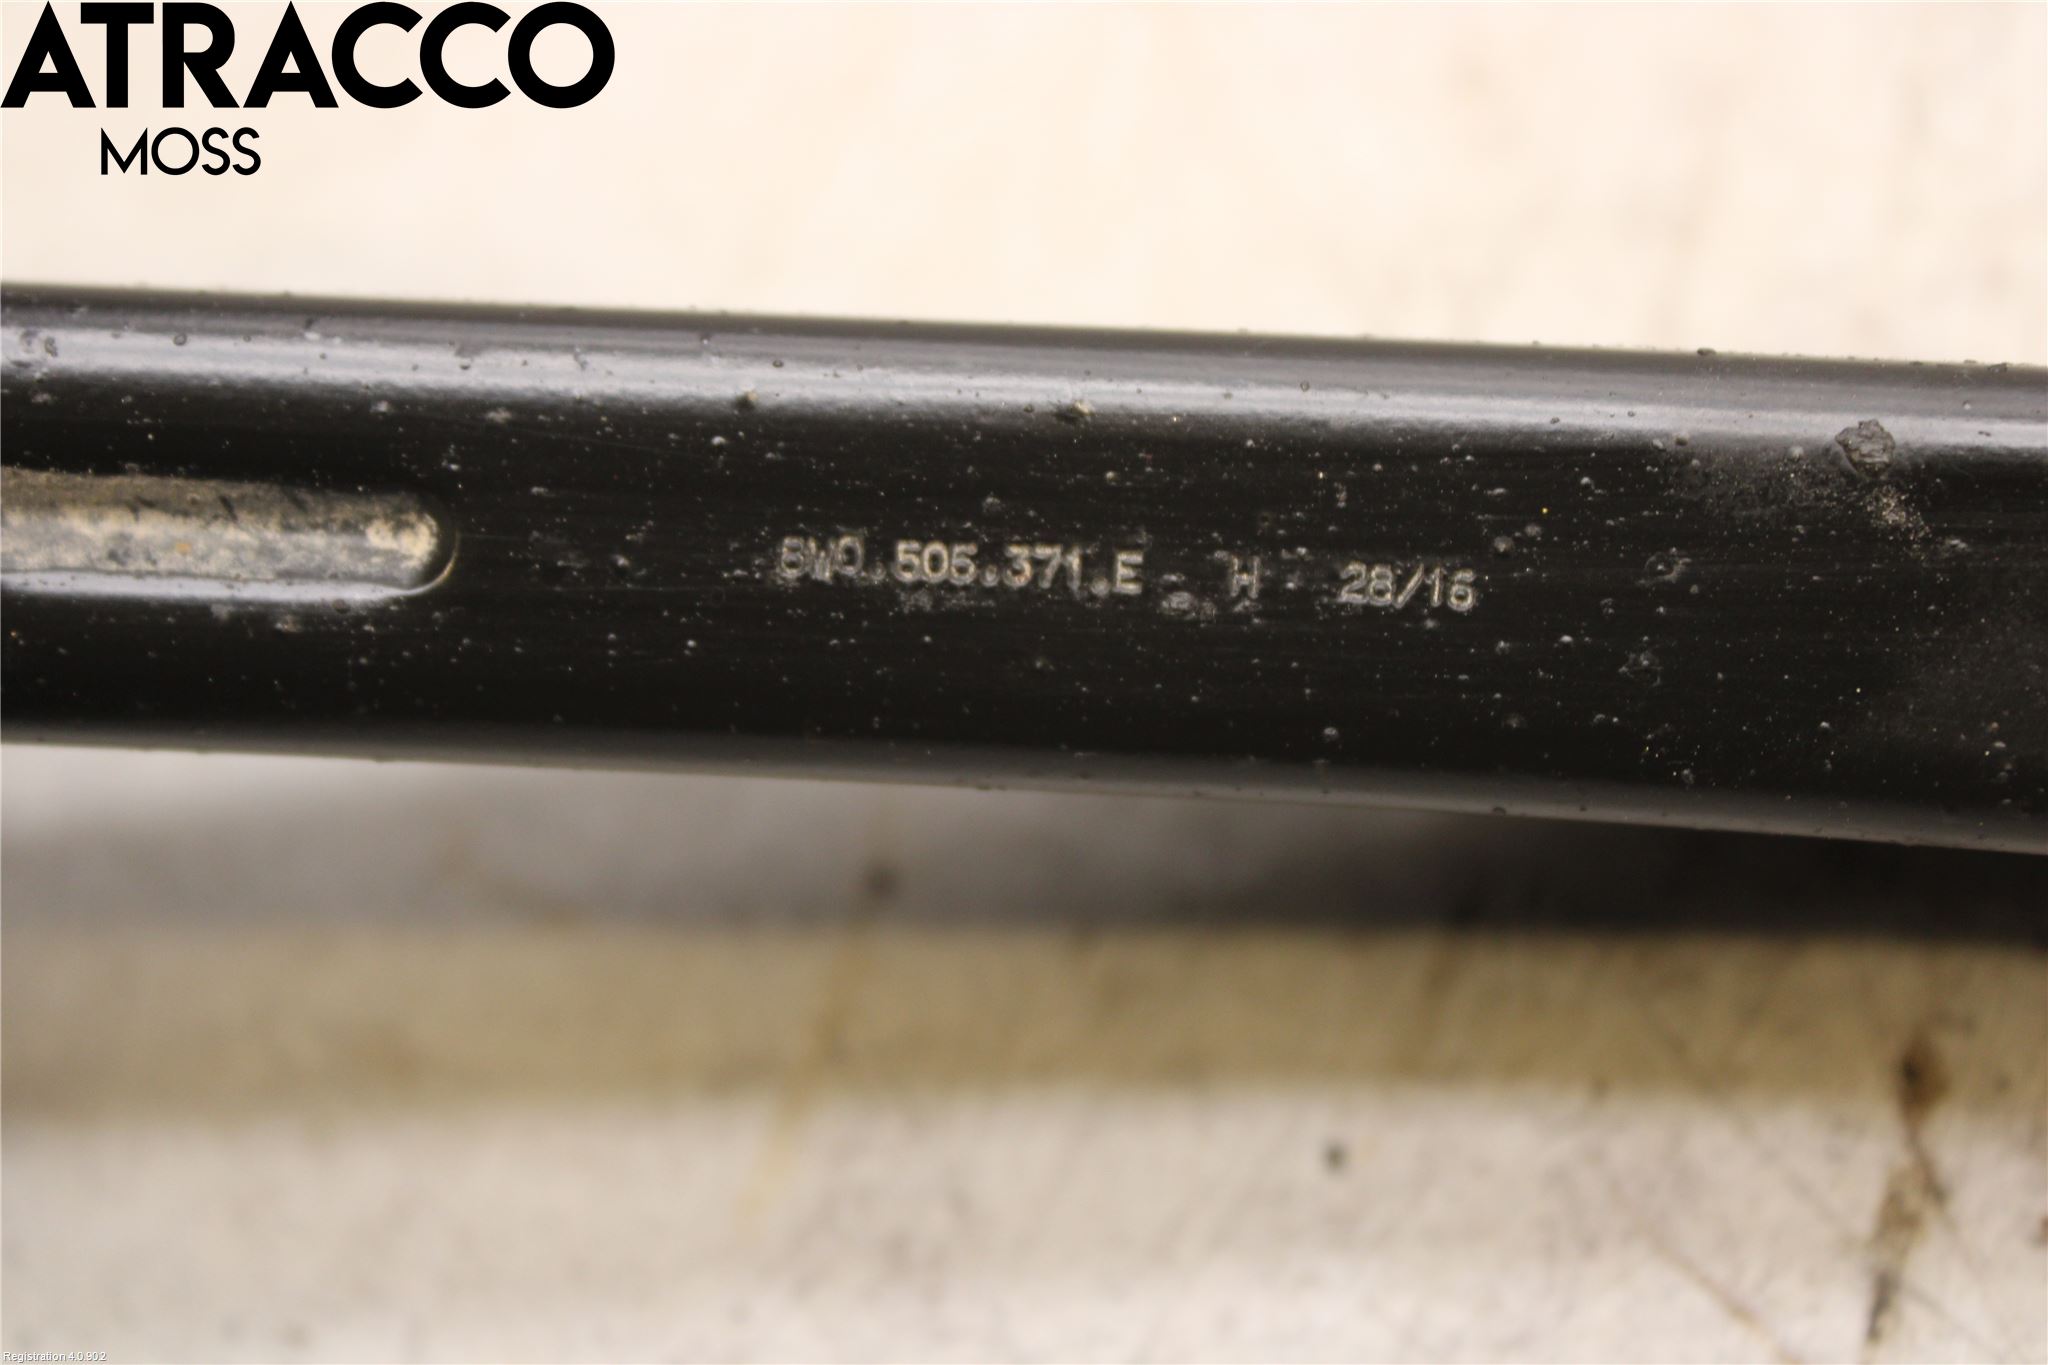 ATRACCO
MOSS
8W0.505.371.E H 28/16
Registration 4.0.902